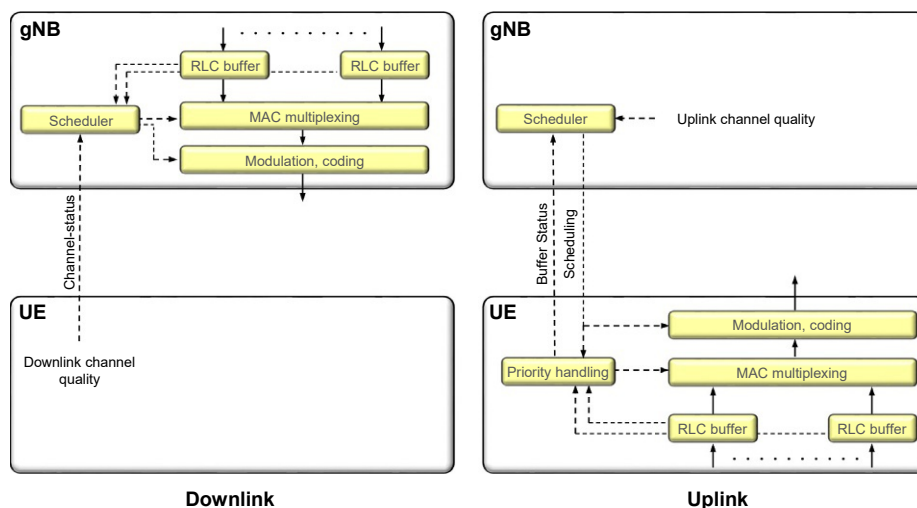 gNB
RLC buffer
RLC buffer
Scheduler
MAC multiplexing
Modulation, coding
Channel-status
UE
Downlink channel
quality
Downlink
gNB
Scheduler
Uplink channel quality
Buffer Status
Scheduling
UE
Modulation, coding
Priority handling
MAC multiplexing
RLC buffer
RLC buffer
Uplink